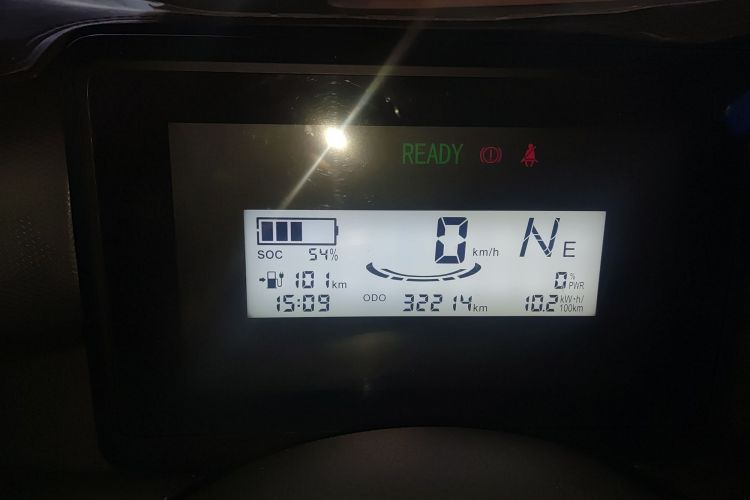 READY
SOC 54%
0 km/h
N E
101 km
0 % PWR
15:09
ODO 32214 km
10.2 kW·h/100km